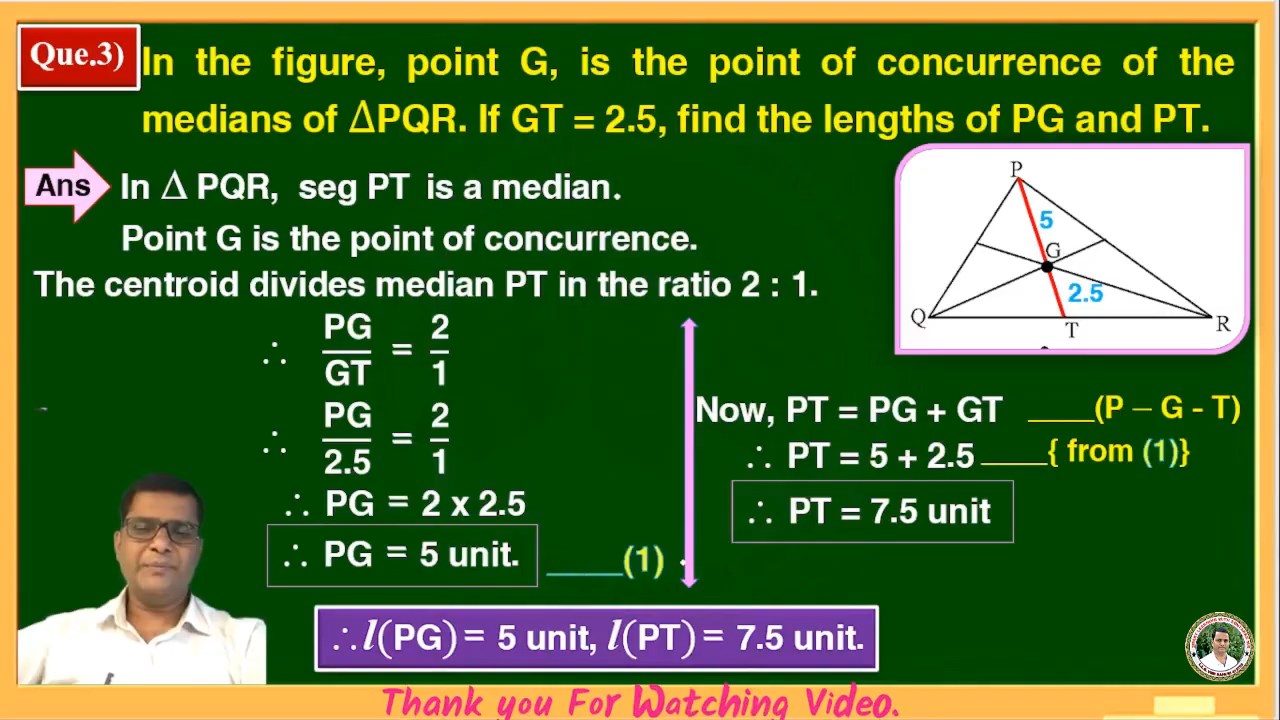 Que.3)
In the figure, point G, is the point of concurrence of the
medians of ΔPQR. If GT = 2.5, find the lengths of PG and PT.
Ans
In Δ PQR, seg PT is a median.
Point G is the point of concurrence.
The centroid divides median PT in the ratio 2 : 1.
∴ PG/GT = 2/1
∴ PG/2.5 = 2/1
∴ PG = 2 x 2.5
∴ PG = 5 unit. _____(1)
P
5
G
2.5
Q
T
R
Now, PT = PG + GT ____(P – G - T)
∴ PT = 5 + 2.5 ____{ from (1)}
∴ PT = 7.5 unit
∴ l(PG) = 5 unit, l(PT) = 7.5 unit.
Thank you For Watching Video.